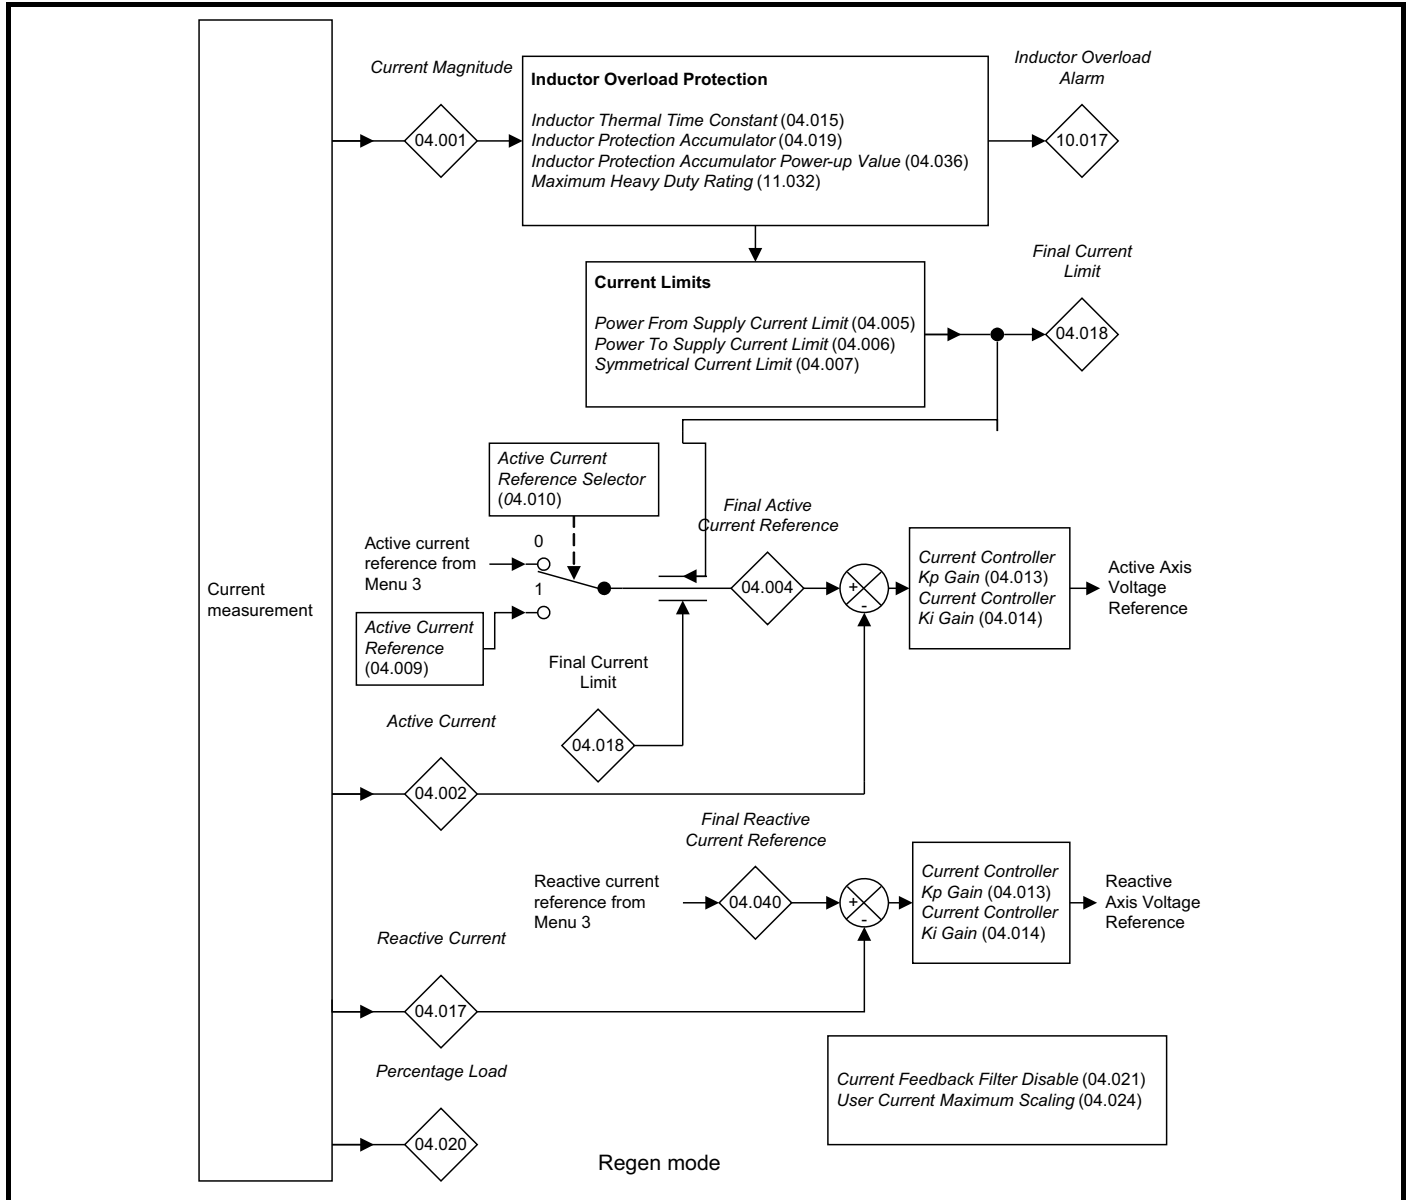 Current Magnitude
04.001
Inductor Overload Protection
Inductor Thermal Time Constant (04.015)
Inductor Protection Accumulator (04.019)
Inductor Protection Accumulator Power-up Value (04.036)
Maximum Heavy Duty Rating (11.032)
Inductor Overload
Alarm
10.017
Current Limits
Power From Supply Current Limit (04.005)
Power To Supply Current Limit (04.006)
Symmetrical Current Limit (04.007)
Final Current
Limit
04.018
Active Current
Reference Selector
(04.010)
Final Active
Current Reference
Active current
reference from
Menu 3
0
1
04.004
+
-
Current Controller
Kp Gain (04.013)
Current Controller
Ki Gain (04.014)
Active Axis
Voltage
Reference
Current
measurement
Active Current
Reference
(04.009)
Final Current
Limit
04.018
Active Current
04.002
Final Reactive
Current Reference
Reactive current
reference from
Menu 3
04.040
+
-
Current Controller
Kp Gain (04.013)
Current Controller
Ki Gain (04.014)
Reactive
Axis Voltage
Reference
Reactive Current
04.017
Percentage Load
04.020
Current Feedback Filter Disable (04.021)
User Current Maximum Scaling (04.024)
Regen mode